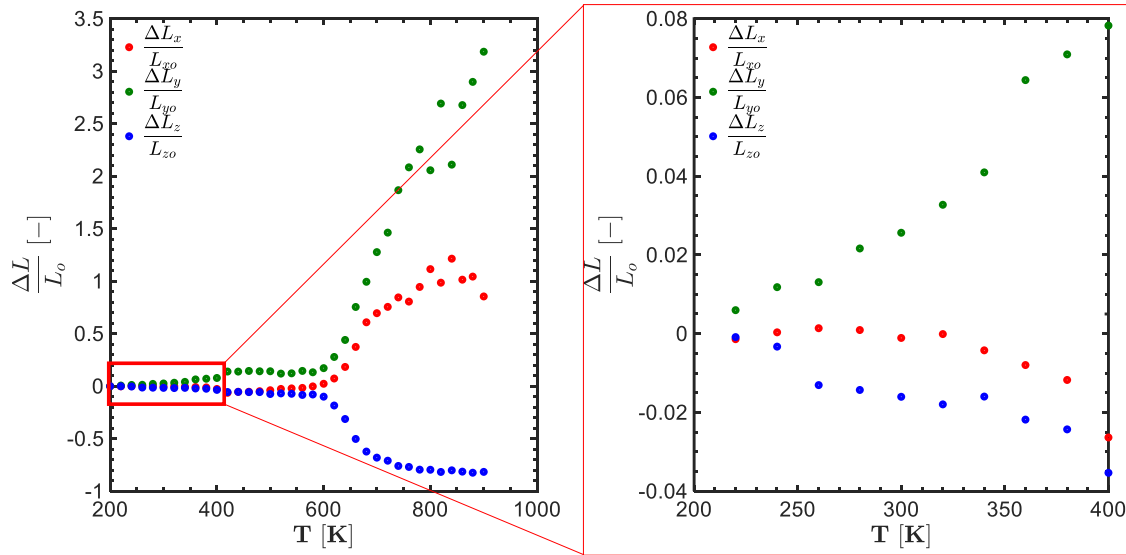 3.5
3
2.5
2
1.5
1
0.5
0
-0.5
-1
200 400 600 800 1000
T [K]
ΔL/L_o [−]
ΔL_x/L_xo
ΔL_y/L_yo
ΔL_z/L_zo
0.08
0.06
0.04
0.02
0
-0.02
-0.04
200 250 300 350 400
T [K]
ΔL/L_o [−]
ΔL_x/L_xo
ΔL_y/L_yo
ΔL_z/L_zo